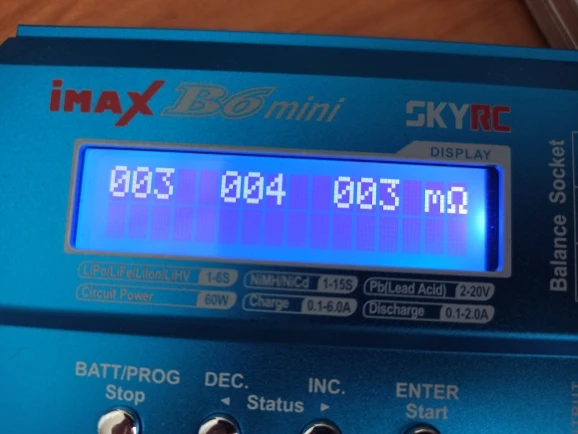 iMAX B6 mini
SKYRC
DISPLAY
003 004 003 mΩ
LiPo/LiFe/LiIon/LiHV 1-6S
NiMH/NiCd 1-15S
Pb(Lead Acid) 2-20V
Circuit Power 60W
Charge 0.1-6.0A
Discharge 0.1-2.0A
Balance Socket
BATT/PROG
Stop
DEC.
INC.
◄ Status ►
ENTER
Start